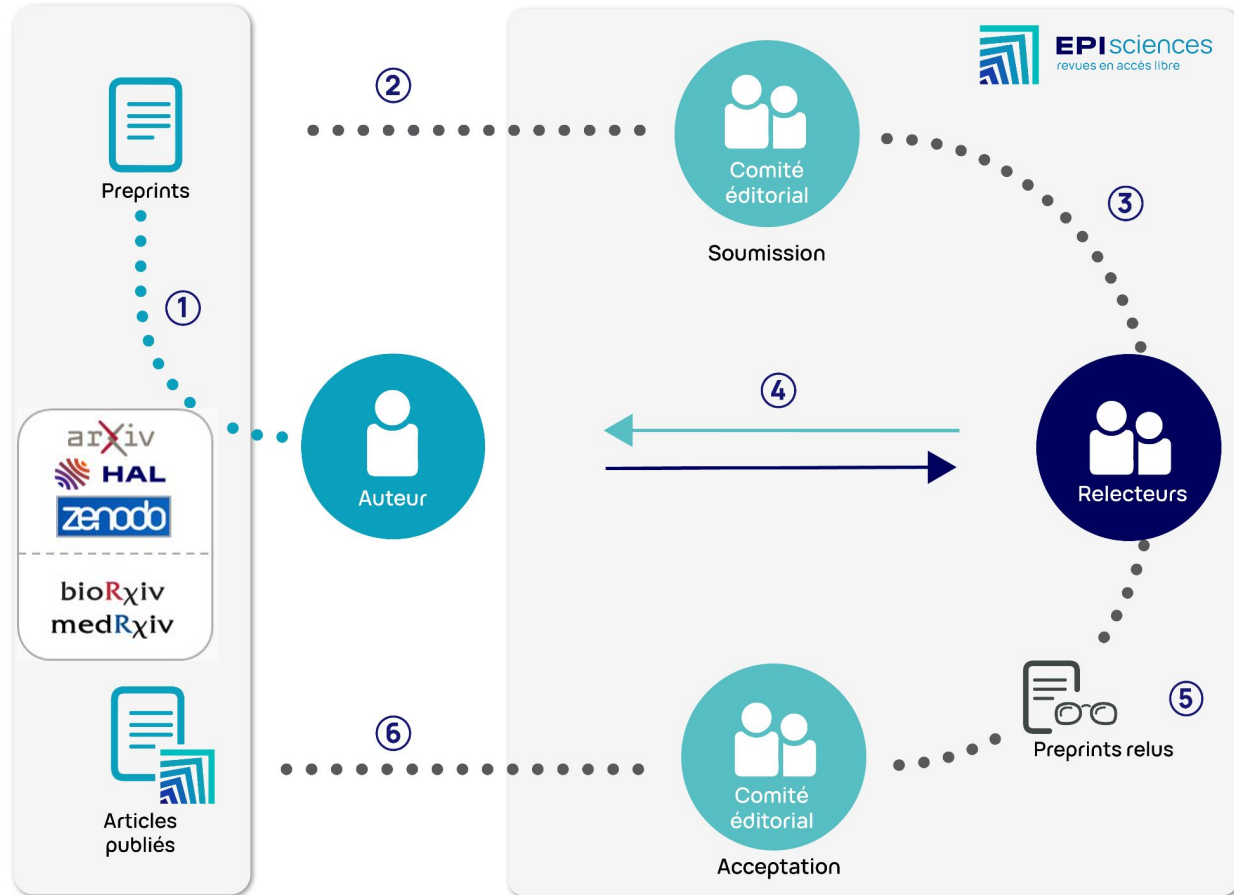 EPIsciences
revues en accès libre
②
Preprints
Comité
éditorial
Soumission
③
①
④
arXiv
HAL
zenodo
bioRχiv
medRχiv
Auteur
Relecteurs
⑤
Preprints relus
⑥
Articles
publiés
Comité
éditorial
Acceptation